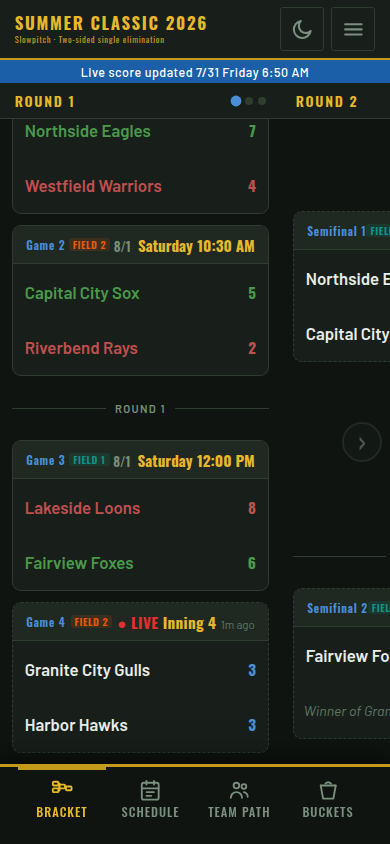 SUMMER CLASSIC 2026
Slowpitch · Two-sided single elimination
Live score updated 7/31 Friday 6:50 AM
ROUND 1
ROUND 2
Northside Eagles 7
Westfield Warriors 4
Game 2 FIELD 2 8/1 Saturday 10:30 AM
Capital City Sox 5
Riverbend Rays 2
ROUND 1
Game 3 FIELD 1 8/1 Saturday 12:00 PM
Lakeside Loons 8
Fairview Foxes 6
Game 4 FIELD 2 ● LIVE Inning 4 1m ago
Granite City Gulls 3
Harbor Hawks 3
Semifinal 1 FIEL
Northside E
Capital City
›
Semifinal 2 FIEL
Fairview Fo
Winner of Gran
BRACKET
SCHEDULE
TEAM PATH
BUCKETS